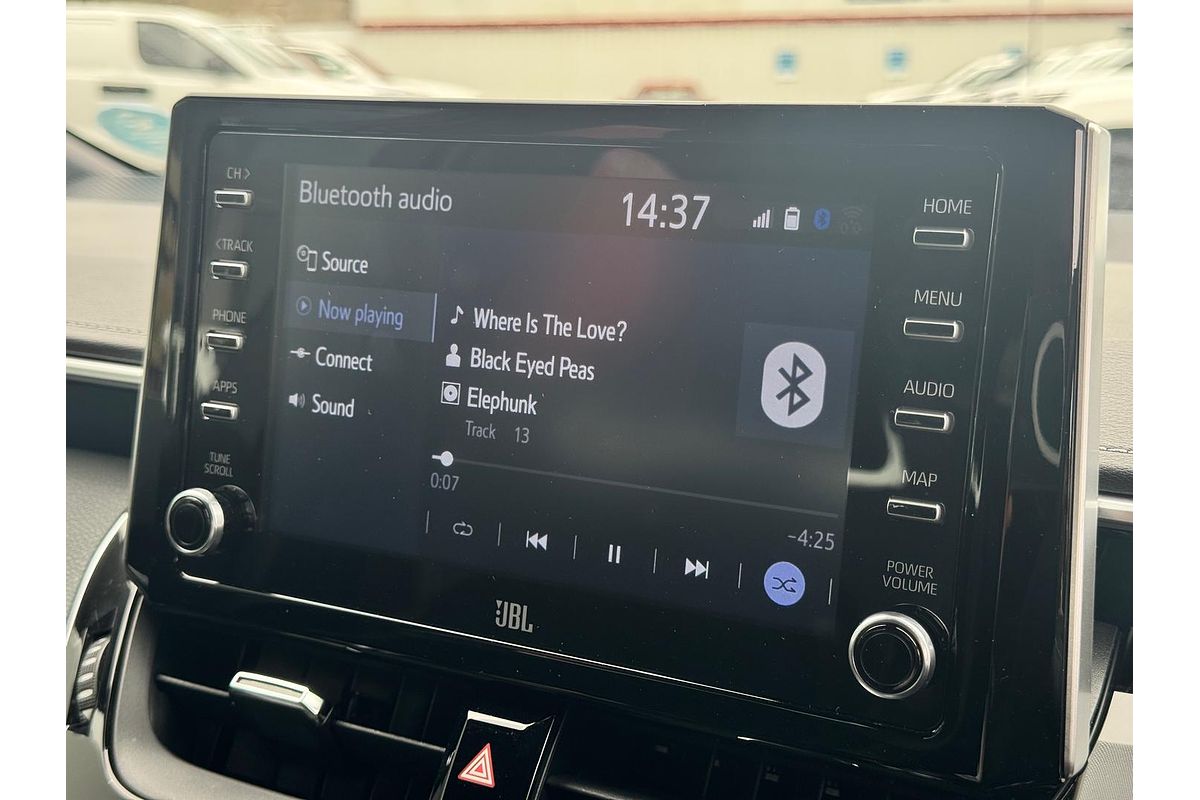 CH >
< TRACK
PHONE
APPS
TUNE
SCROLL
Bluetooth audio
14:37
Source
Now playing
Connect
Sound
Where Is The Love?
Black Eyed Peas
Elephunk
Track 13
0:07
-4:25
JBL
HOME
MENU
AUDIO
MAP
POWER
VOLUME